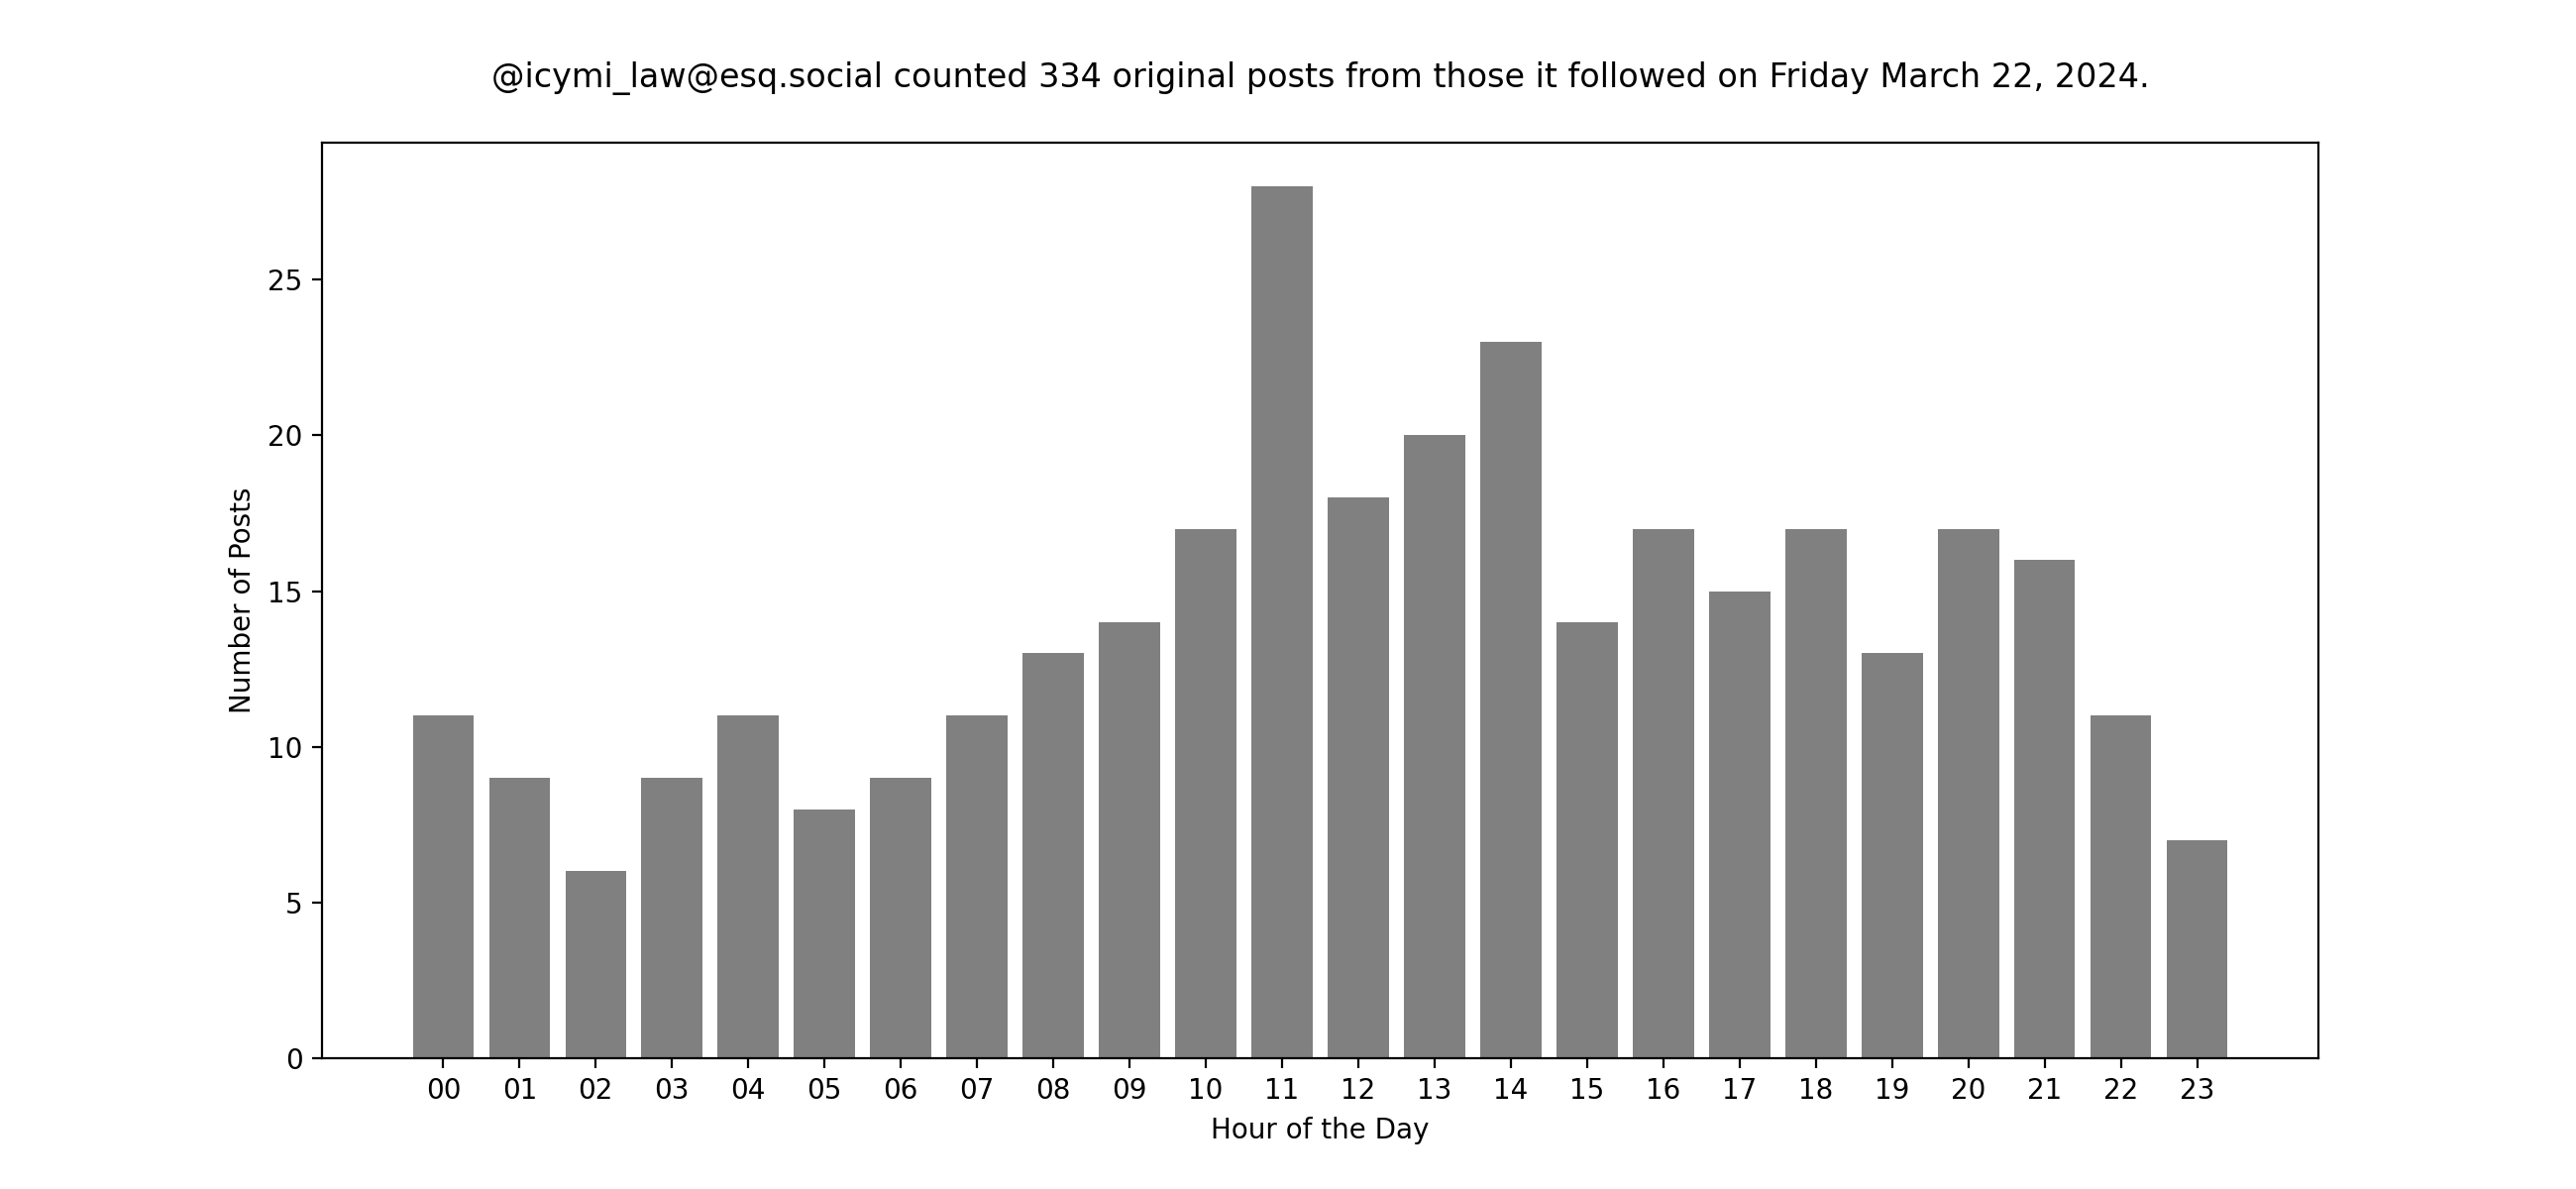 @icymi_law@esq.social counted 334 original posts from those it followed on Friday March 22, 2024.
Number of Posts
25
20
15
10
5
0
00 01 02 03 04 05 06 07 08 09 10 11 12 13 14 15 16 17 18 19 20 21 22 23
Hour of the Day